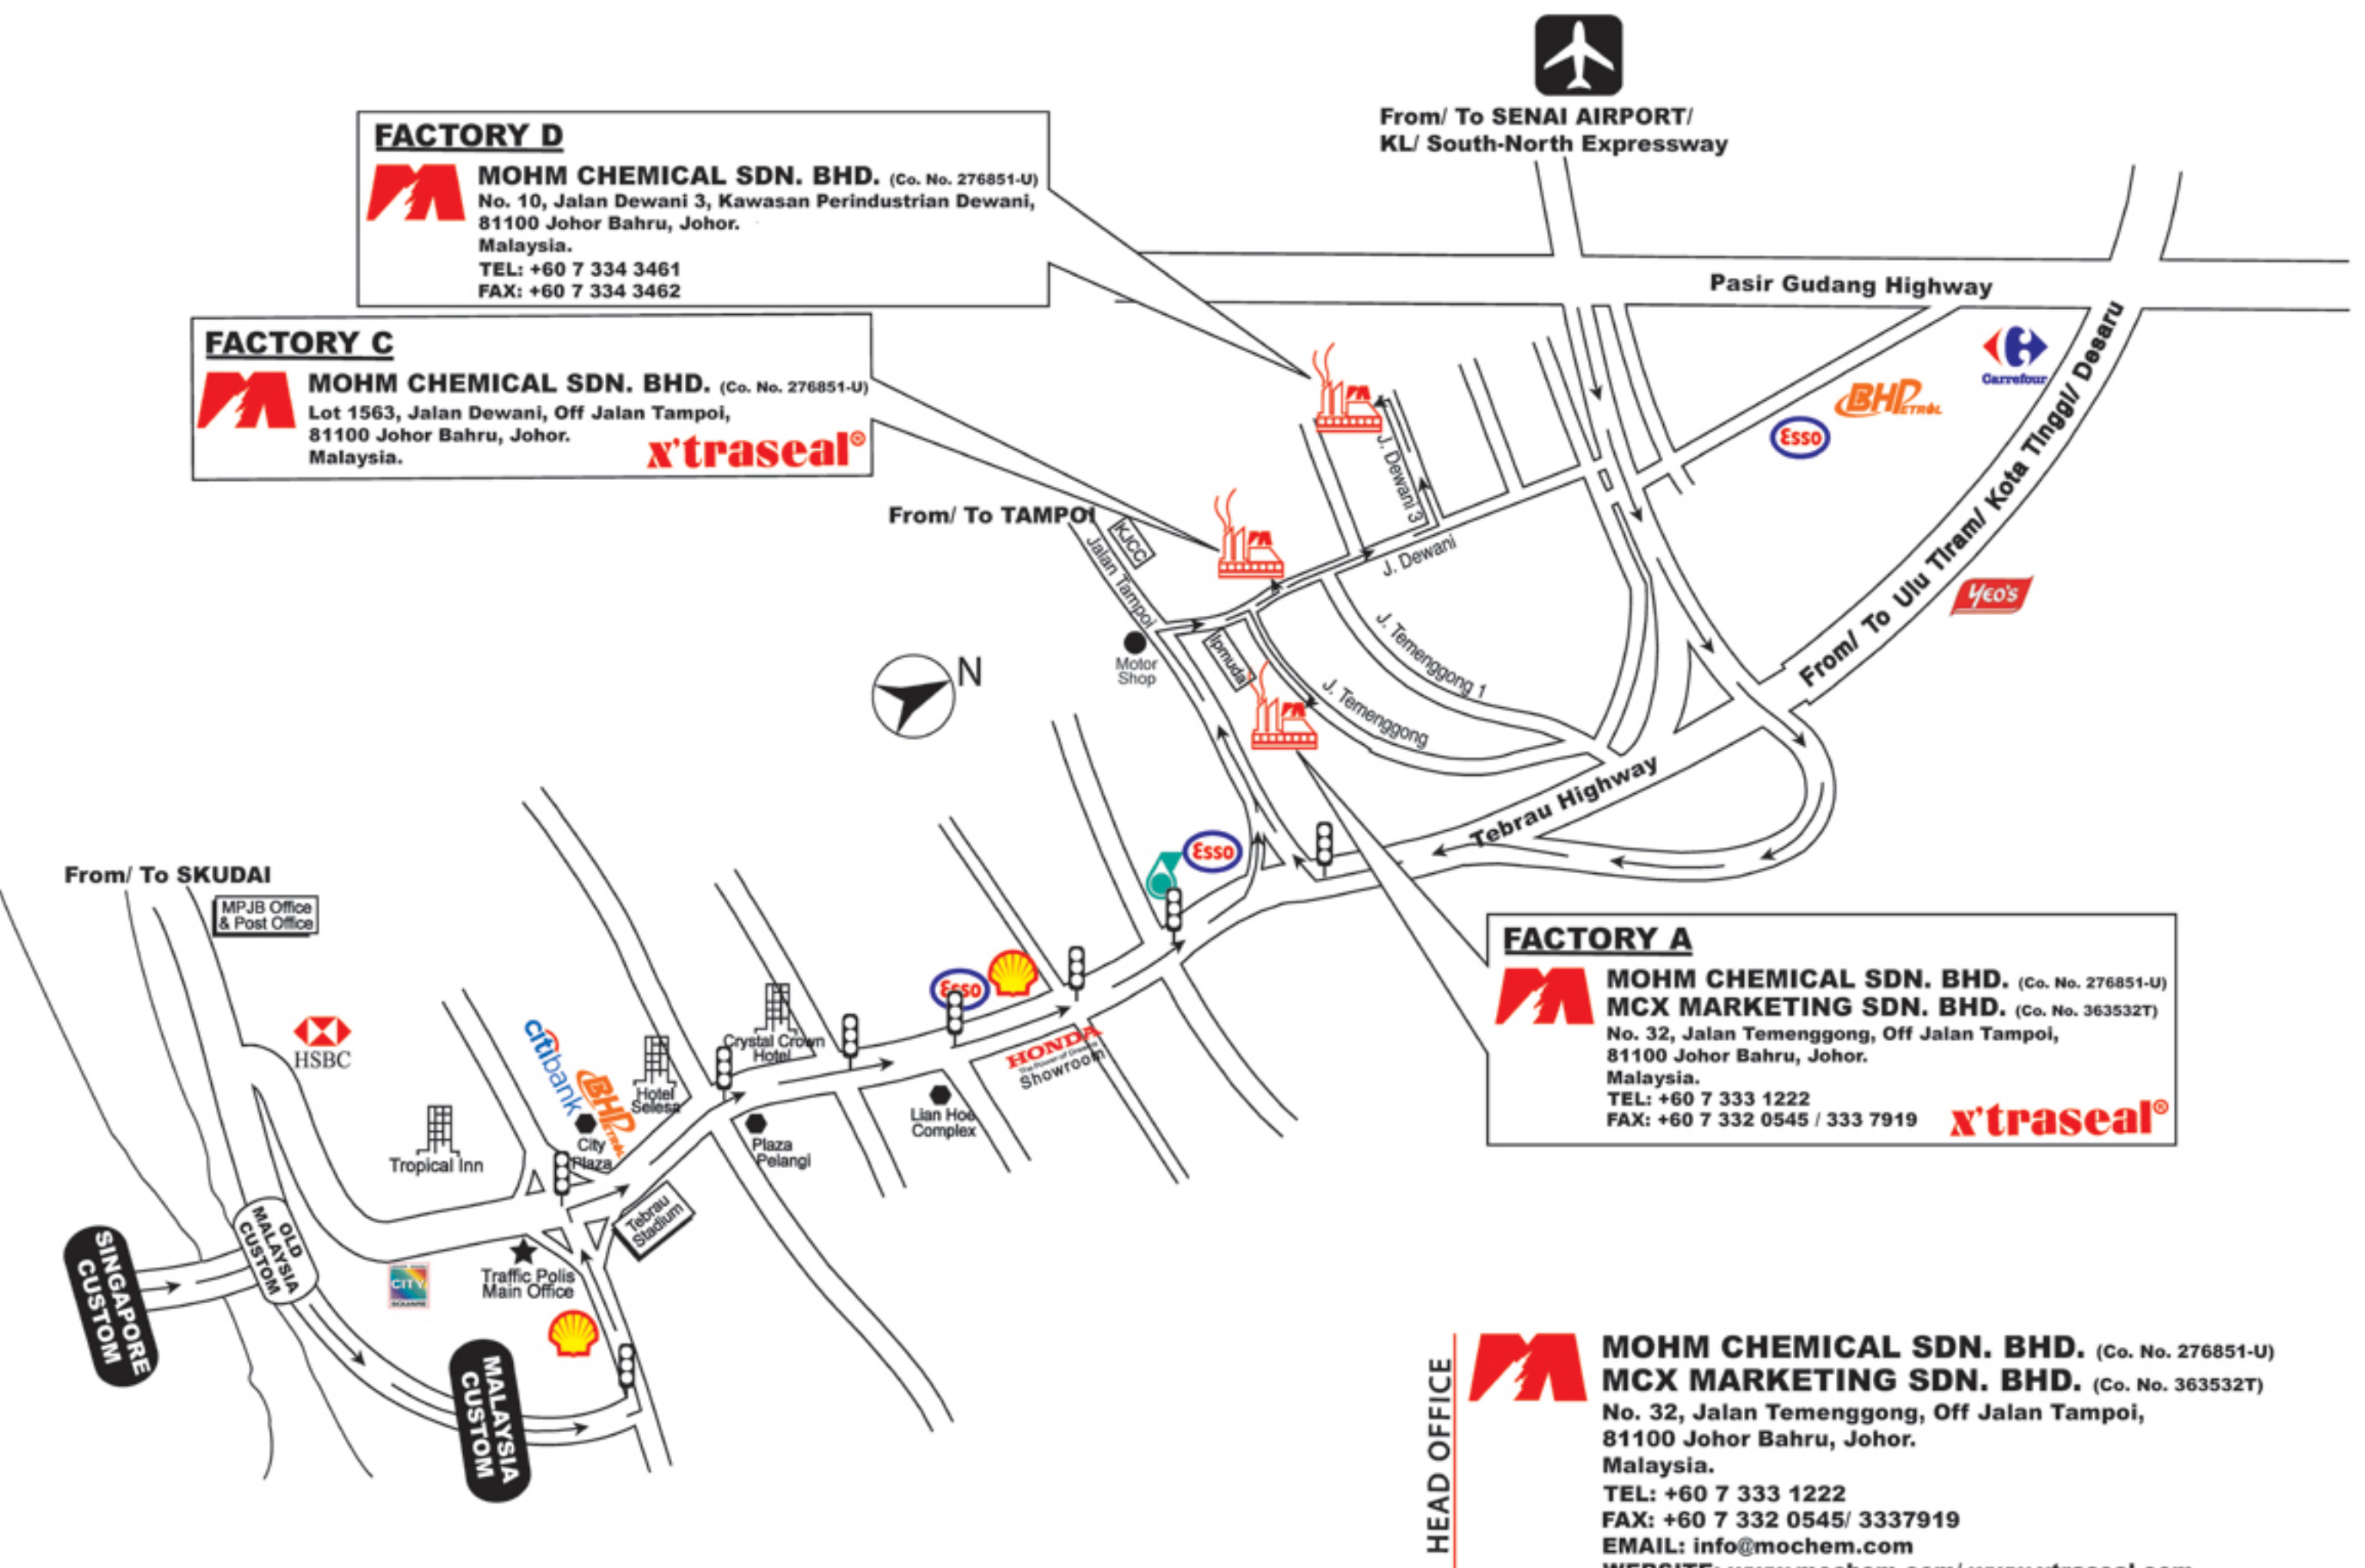 From/ To SENAI AIRPORT/
KL/ South-North Expressway
FACTORY D
MOHM CHEMICAL SDN. BHD. (Co. No. 276851-U)
No. 10, Jalan Dewani 3, Kawasan Perindustrian Dewani,
81100 Johor Bahru, Johor.
Malaysia.
TEL: +60 7 334 3461
FAX: +60 7 334 3462
Pasir Gudang Highway
FACTORY C
MOHM CHEMICAL SDN. BHD. (Co. No. 276851-U)
Lot 1563, Jalan Dewani, Off Jalan Tampoi,
81100 Johor Bahru, Johor.
Malaysia.
x'traseal®
Carrefour
BHPETROL
Esso
From/ To Ulu Tiram/ Kota Tinggi/ Desaru
YEO'S
J. Dewani 3
J. Dewani
From/ To TAMPOI
KJCC
Jalan Tampoi
Motor
Shop
Ipmuda
J. Temenggong 1
J. Temenggong
N
Tebrau Highway
Esso
From/ To SKUDAI
MPJB Office
& Post Office
HSBC
citibank
BHPETROL
Hotel
Selesa
Crystal Crown
Hotel
Esso
HONDA
The Power of Dreams
Showroom
Tropical Inn
City
Plaza
Plaza
Pelangi
Lian Hoe
Complex
Tebrau
Stadium
Traffic Polis
Main Office
CITY
SQUARE
OLD
MALAYSIA
CUSTOM
SINGAPORE
CUSTOM
MALAYSIA
CUSTOM
FACTORY A
MOHM CHEMICAL SDN. BHD. (Co. No. 276851-U)
MCX MARKETING SDN. BHD. (Co. No. 363532T)
No. 32, Jalan Temenggong, Off Jalan Tampoi,
81100 Johor Bahru, Johor.
Malaysia.
TEL: +60 7 333 1222
FAX: +60 7 332 0545 / 333 7919
x'traseal®
HEAD OFFICE
MOHM CHEMICAL SDN. BHD. (Co. No. 276851-U)
MCX MARKETING SDN. BHD. (Co. No. 363532T)
No. 32, Jalan Temenggong, Off Jalan Tampoi,
81100 Johor Bahru, Johor.
Malaysia.
TEL: +60 7 333 1222
FAX: +60 7 332 0545/ 3337919
EMAIL: info@mochem.com